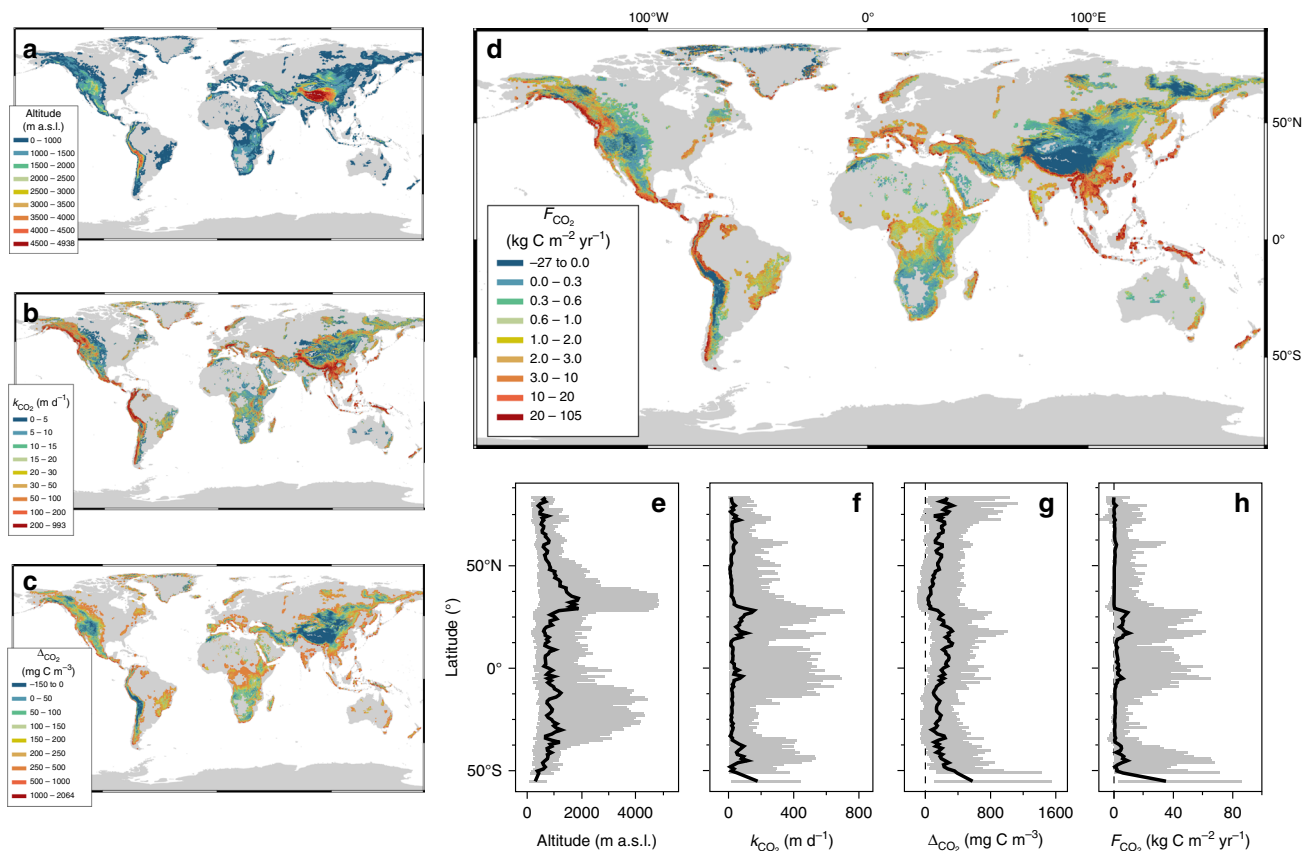 a
Altitude
(m a.s.l.)
0 – 1000
1000 – 1500
1500 – 2000
2000 – 2500
2500 – 3000
3000 – 3500
3500 – 4000
4000 – 4500
4500 – 4938
b
kCO2 (m d–1)
0 – 5
5 – 10
10 – 15
15 – 20
20 – 30
30 – 50
50 – 100
100 – 200
200 – 993
c
ΔCO2
(mg C m–3)
–150 to 0
0 – 50
50 – 100
100 – 150
150 – 200
200 – 250
250 – 500
500 – 1000
1000 – 2064
100°W 0° 100°E
d
50°N
0°
50°S
FCO2
(kg C m–2 yr–1)
–27 to 0.0
0.0 – 0.3
0.3 – 0.6
0.6 – 1.0
1.0 – 2.0
2.0 – 3.0
3.0 – 10
10 – 20
20 – 105
e f g h
Latitude (°)
50°N
0°
50°S
0 2000 4000
Altitude (m a.s.l.)
0 400 800
kCO2 (m d–1)
0 800 1600
ΔCO2 (mg C m–3)
0 40 80
FCO2 (kg C m–2 yr–1)